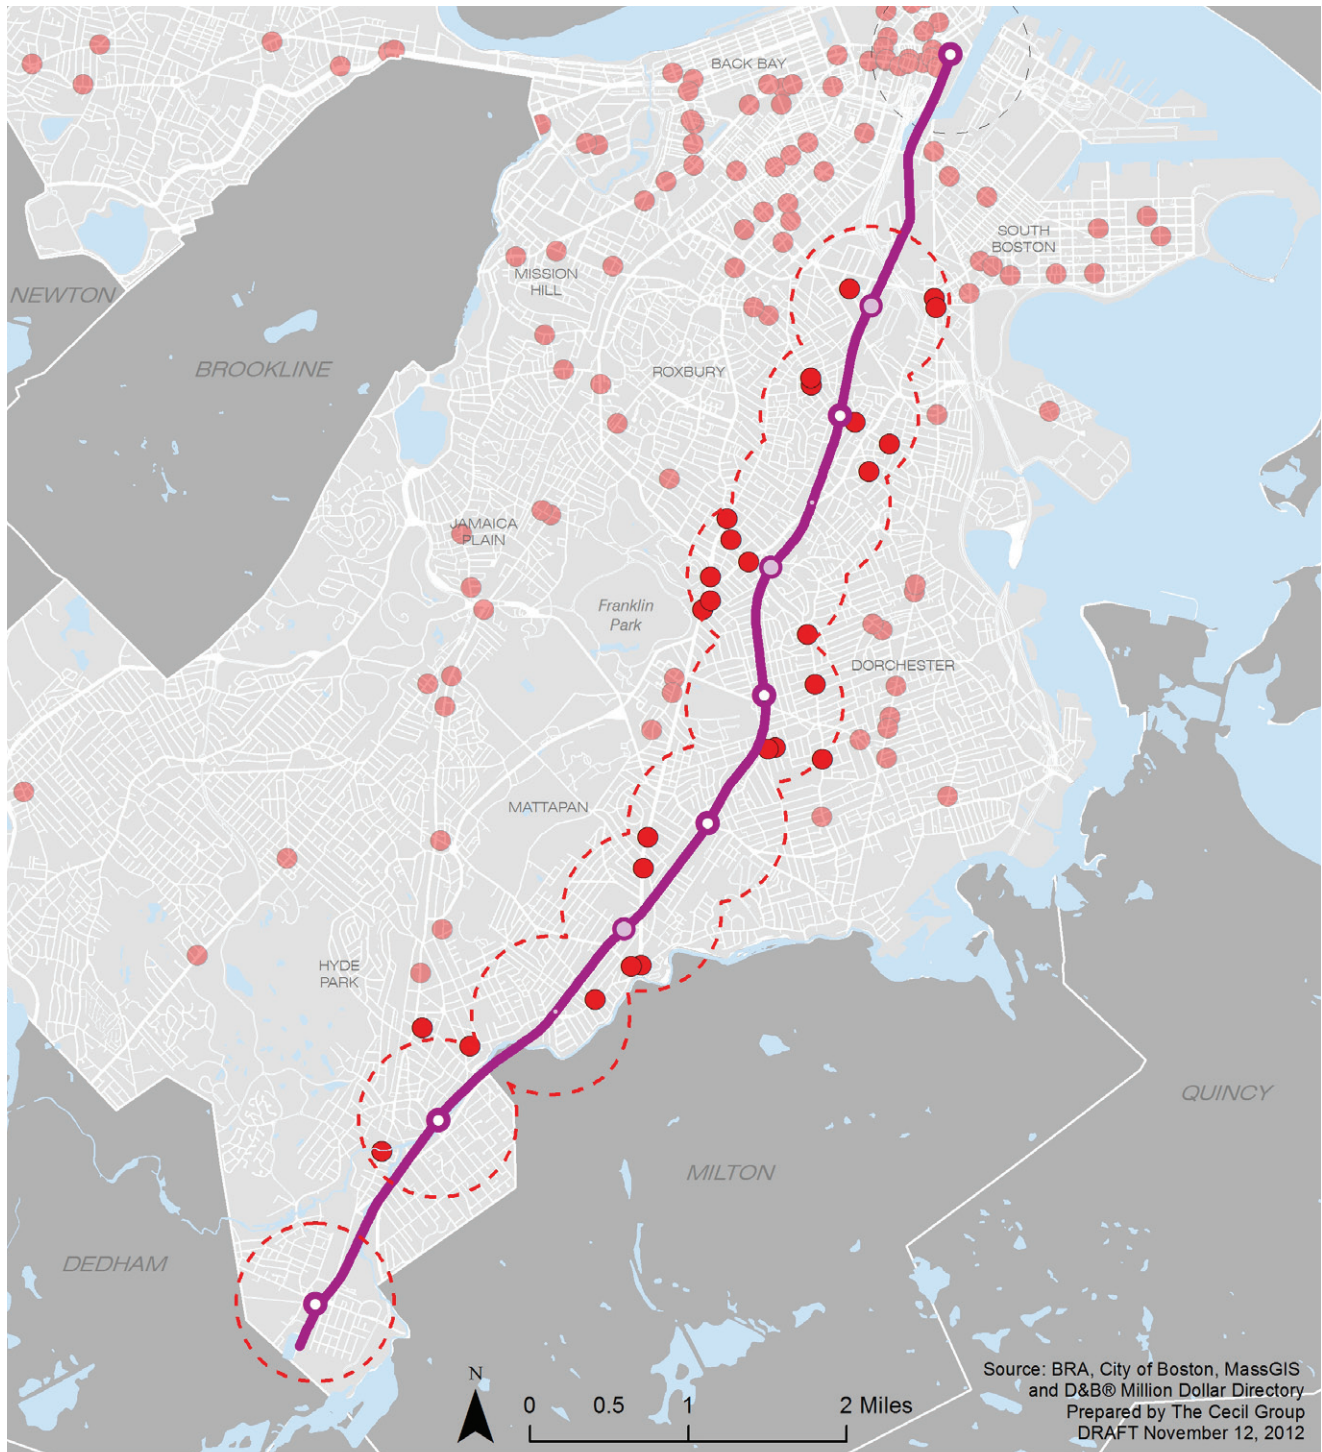 BACK BAY
SOUTH
BOSTON
MISSION
HILL
NEWTON
BROOKLINE
ROXBURY
JAMAICA
PLAIN
Franklin
Park
DORCHESTER
MATTAPAN
HYDE
PARK
QUINCY
MILTON
DEDHAM
N
0 0.5 1 2 Miles
Source: BRA, City of Boston, MassGIS
and D&B® Million Dollar Directory
Prepared by The Cecil Group
DRAFT November 12, 2012